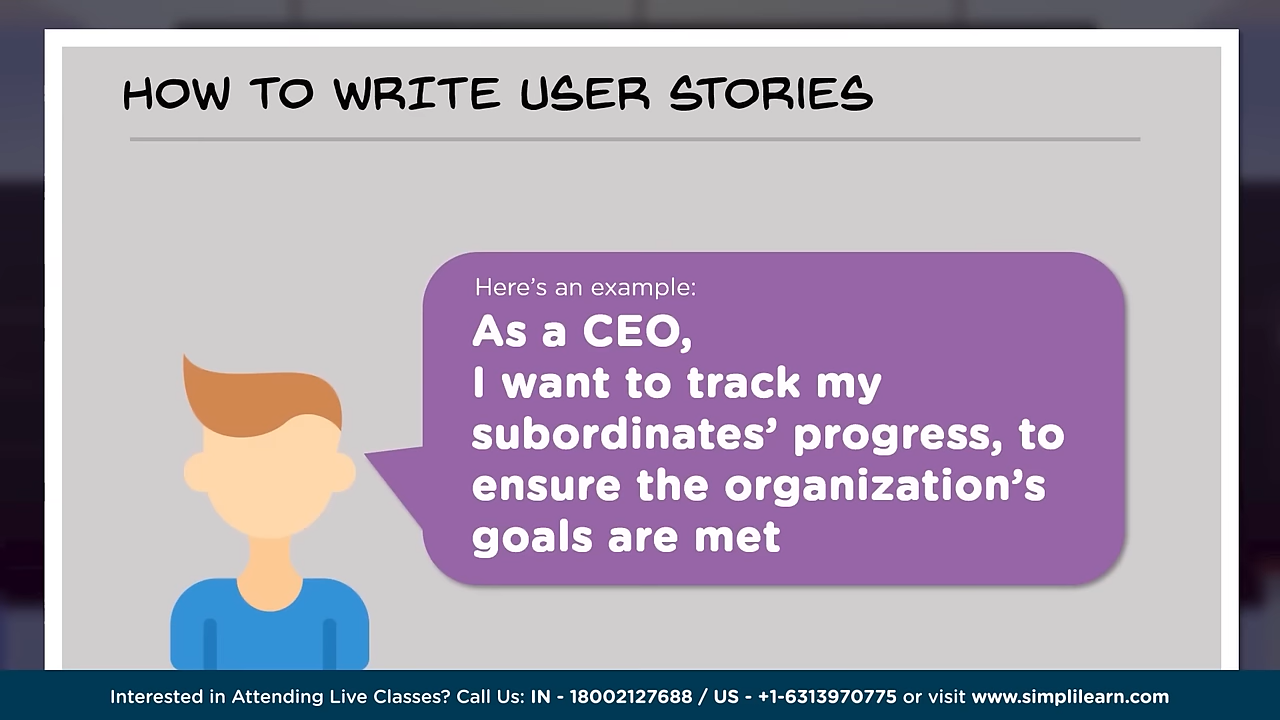 HOW TO WRITE USER STORIES
Here’s an example:
As a CEO,
I want to track my
subordinates’ progress, to
ensure the organization’s
goals are met
Interested in Attending Live Classes? Call Us: IN - 18002127688 / US - +1-6313970775 or visit www.simplilearn.com